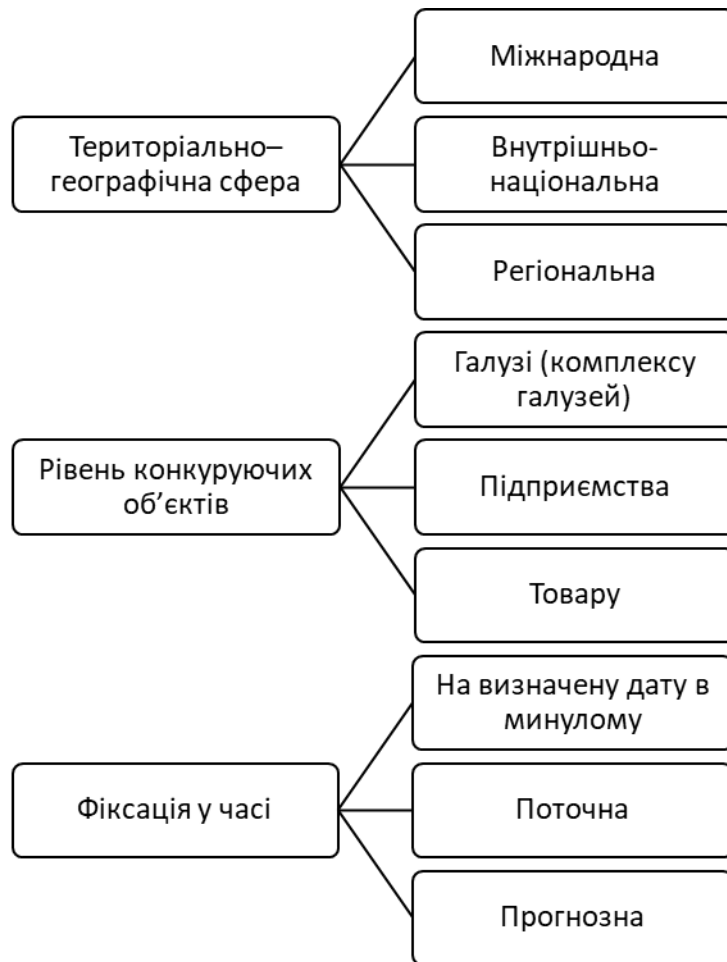 Територіально–
географічна сфера
Міжнародна
Внутрішньо-
національна
Регіональна
Рівень конкуруючих
об’єктів
Галузі (комплексу
галузей)
Підприємства
Товару
Фіксація у часі
На визначену дату в
минулому
Поточна
Прогнозна